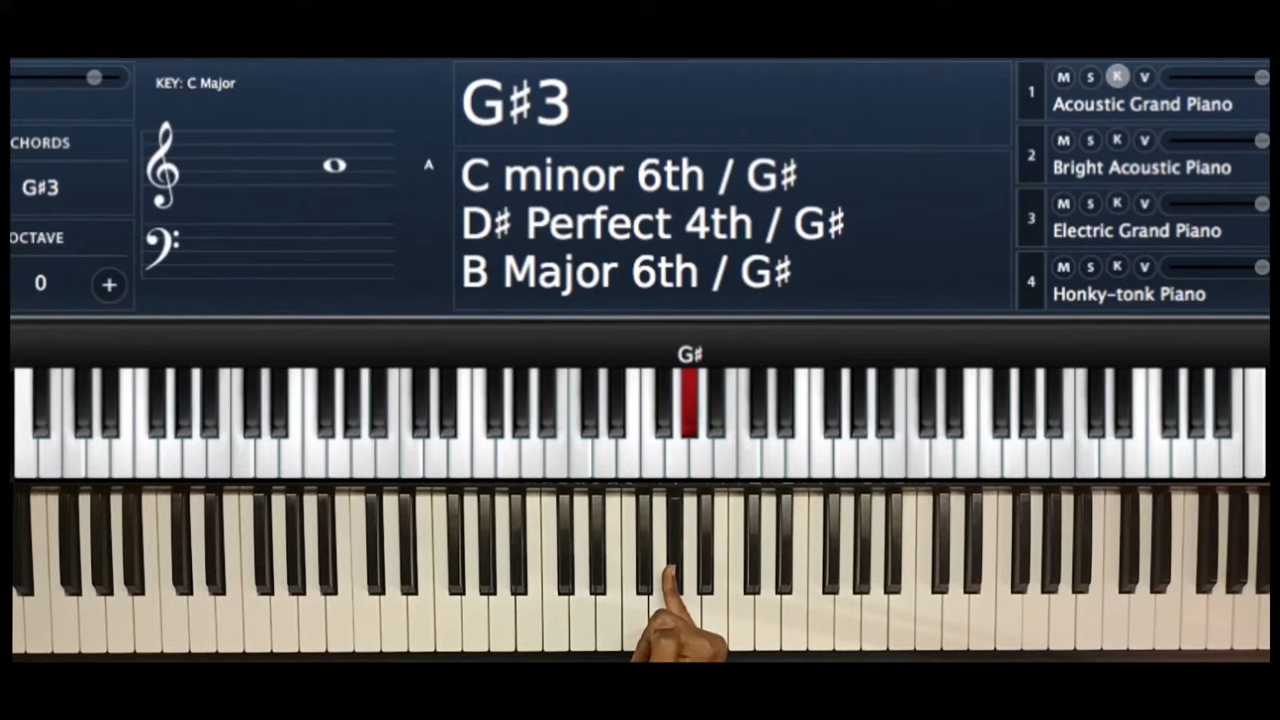 KEY: C Major
CHORDS
G♯3
OCTAVE
0
+
A
G♯3
C minor 6th / G♯
D♯ Perfect 4th / G♯
B Major 6th / G♯
1
M S K V
Acoustic Grand Piano
2
M S K V
Bright Acoustic Piano
3
M S K V
Electric Grand Piano
4
M S K V
Honky-tonk Piano
G♯